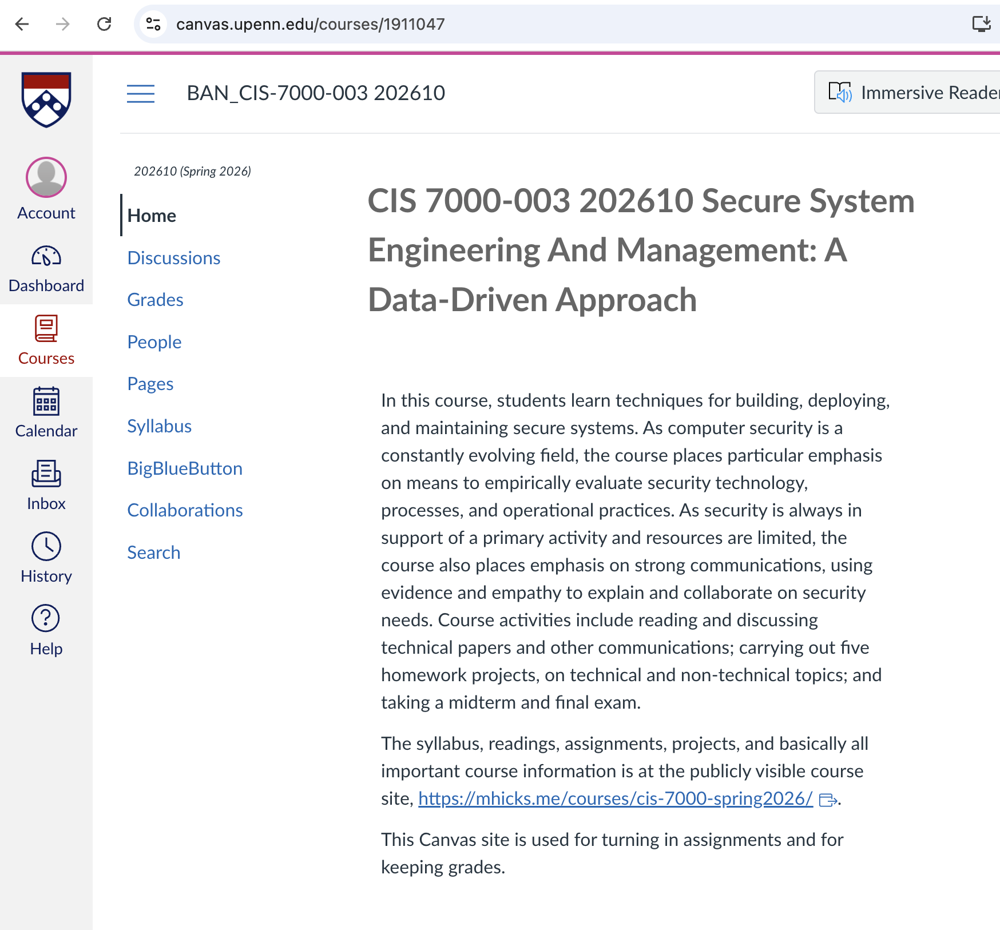 canvas.upenn.edu/courses/1911047
BAN_CIS-7000-003 202610
Immersive Reader
Account
Dashboard
Courses
Calendar
Inbox
History
Help
202610 (Spring 2026)
Home
Discussions
Grades
People
Pages
Syllabus
BigBlueButton
Collaborations
Search
CIS 7000-003 202610 Secure System
Engineering And Management: A
Data-Driven Approach
In this course, students learn techniques for building, deploying,
and maintaining secure systems. As computer security is a
constantly evolving field, the course places particular emphasis
on means to empirically evaluate security technology,
processes, and operational practices. As security is always in
support of a primary activity and resources are limited, the
course also places emphasis on strong communications, using
evidence and empathy to explain and collaborate on security
needs. Course activities include reading and discussing
technical papers and other communications; carrying out five
homework projects, on technical and non-technical topics; and
taking a midterm and final exam.
The syllabus, readings, assignments, projects, and basically all
important course information is at the publicly visible course
site, https://mhicks.me/courses/cis-7000-spring2026/.
This Canvas site is used for turning in assignments and for
keeping grades.